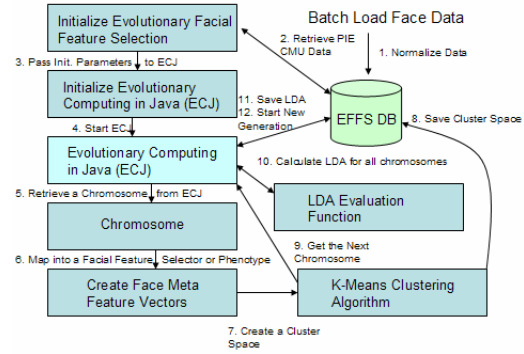 Initialize Evolutionary Facial
Feature Selection
Batch Load Face Data
2. Retrieve PIE
CMU Data
1. Normalize Data
3. Pass Init. Parameters to ECJ
Initialize Evolutionary
Computing in Java (ECJ)
11. Save LDA
12. Start New
Generation
EFFS DB
8. Save Cluster Space
4. Start ECJ
Evolutionary Computing
in Java (ECJ)
10. Calculate LDA for all chromosomes
5. Retrieve a Chromosome from ECJ
LDA Evaluation
Function
Chromosome
9. Get the Next
Chromosome
6. Map into a Facial Feature Selector or Phenotype
Create Face Meta
Feature Vectors
K-Means Clustering
Algorithm
7. Create a Cluster
Space